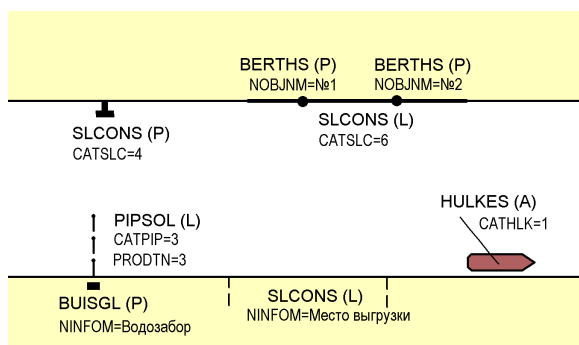 BERTHS (P)
NOBJNM=№1
BERTHS (P)
NOBJNM=№2
SLCONS (P)
CATSLC=4
SLCONS (L)
CATSLC=6
HULKES (A)
CATHLK=1
PIPSOL (L)
CATPIP=3
PRODTN=3
BUISGL (P)
NINFOM=Водозабор
SLCONS (L)
NINFOM=Место выгрузки